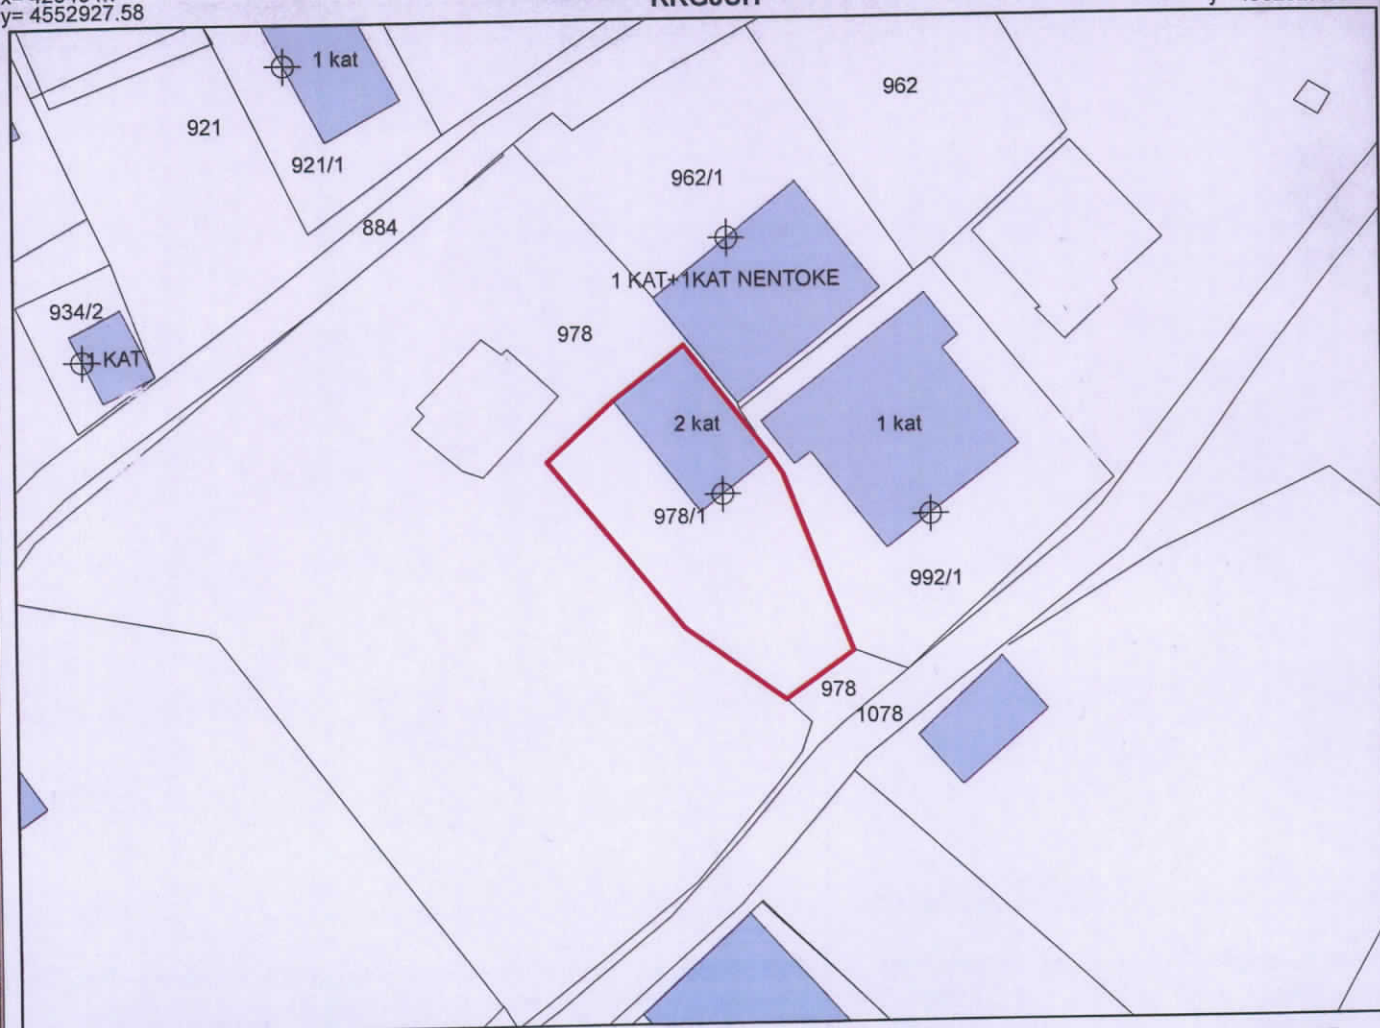 y= 4552927.58
1 kat
962
921
921/1
962/1
884
1 KAT+1KAT NENTOKE
934/2
978
1 KAT
2 kat
1 kat
978/1
992/1
978
1078